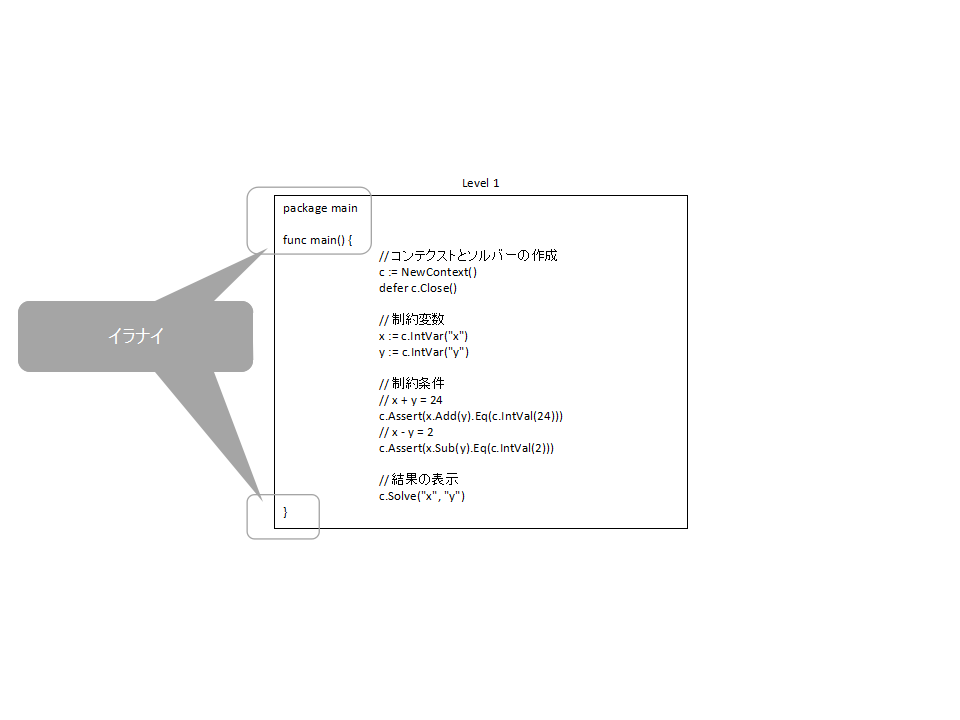 Level 1
package main
func main() {
//コンテクストとソルバーの作成
c := NewContext()
defer c.Close()
// 制約変数
x := c.IntVar("x")
y := c.IntVar("y")
// 制約条件
// x + y = 24
c.Assert(x.Add(y).Eq(c.IntVal(24)))
// x - y = 2
c.Assert(x.Sub(y).Eq(c.IntVal(2)))
// 結果の表示
c.Solve("x", "y")
}
イラナイ